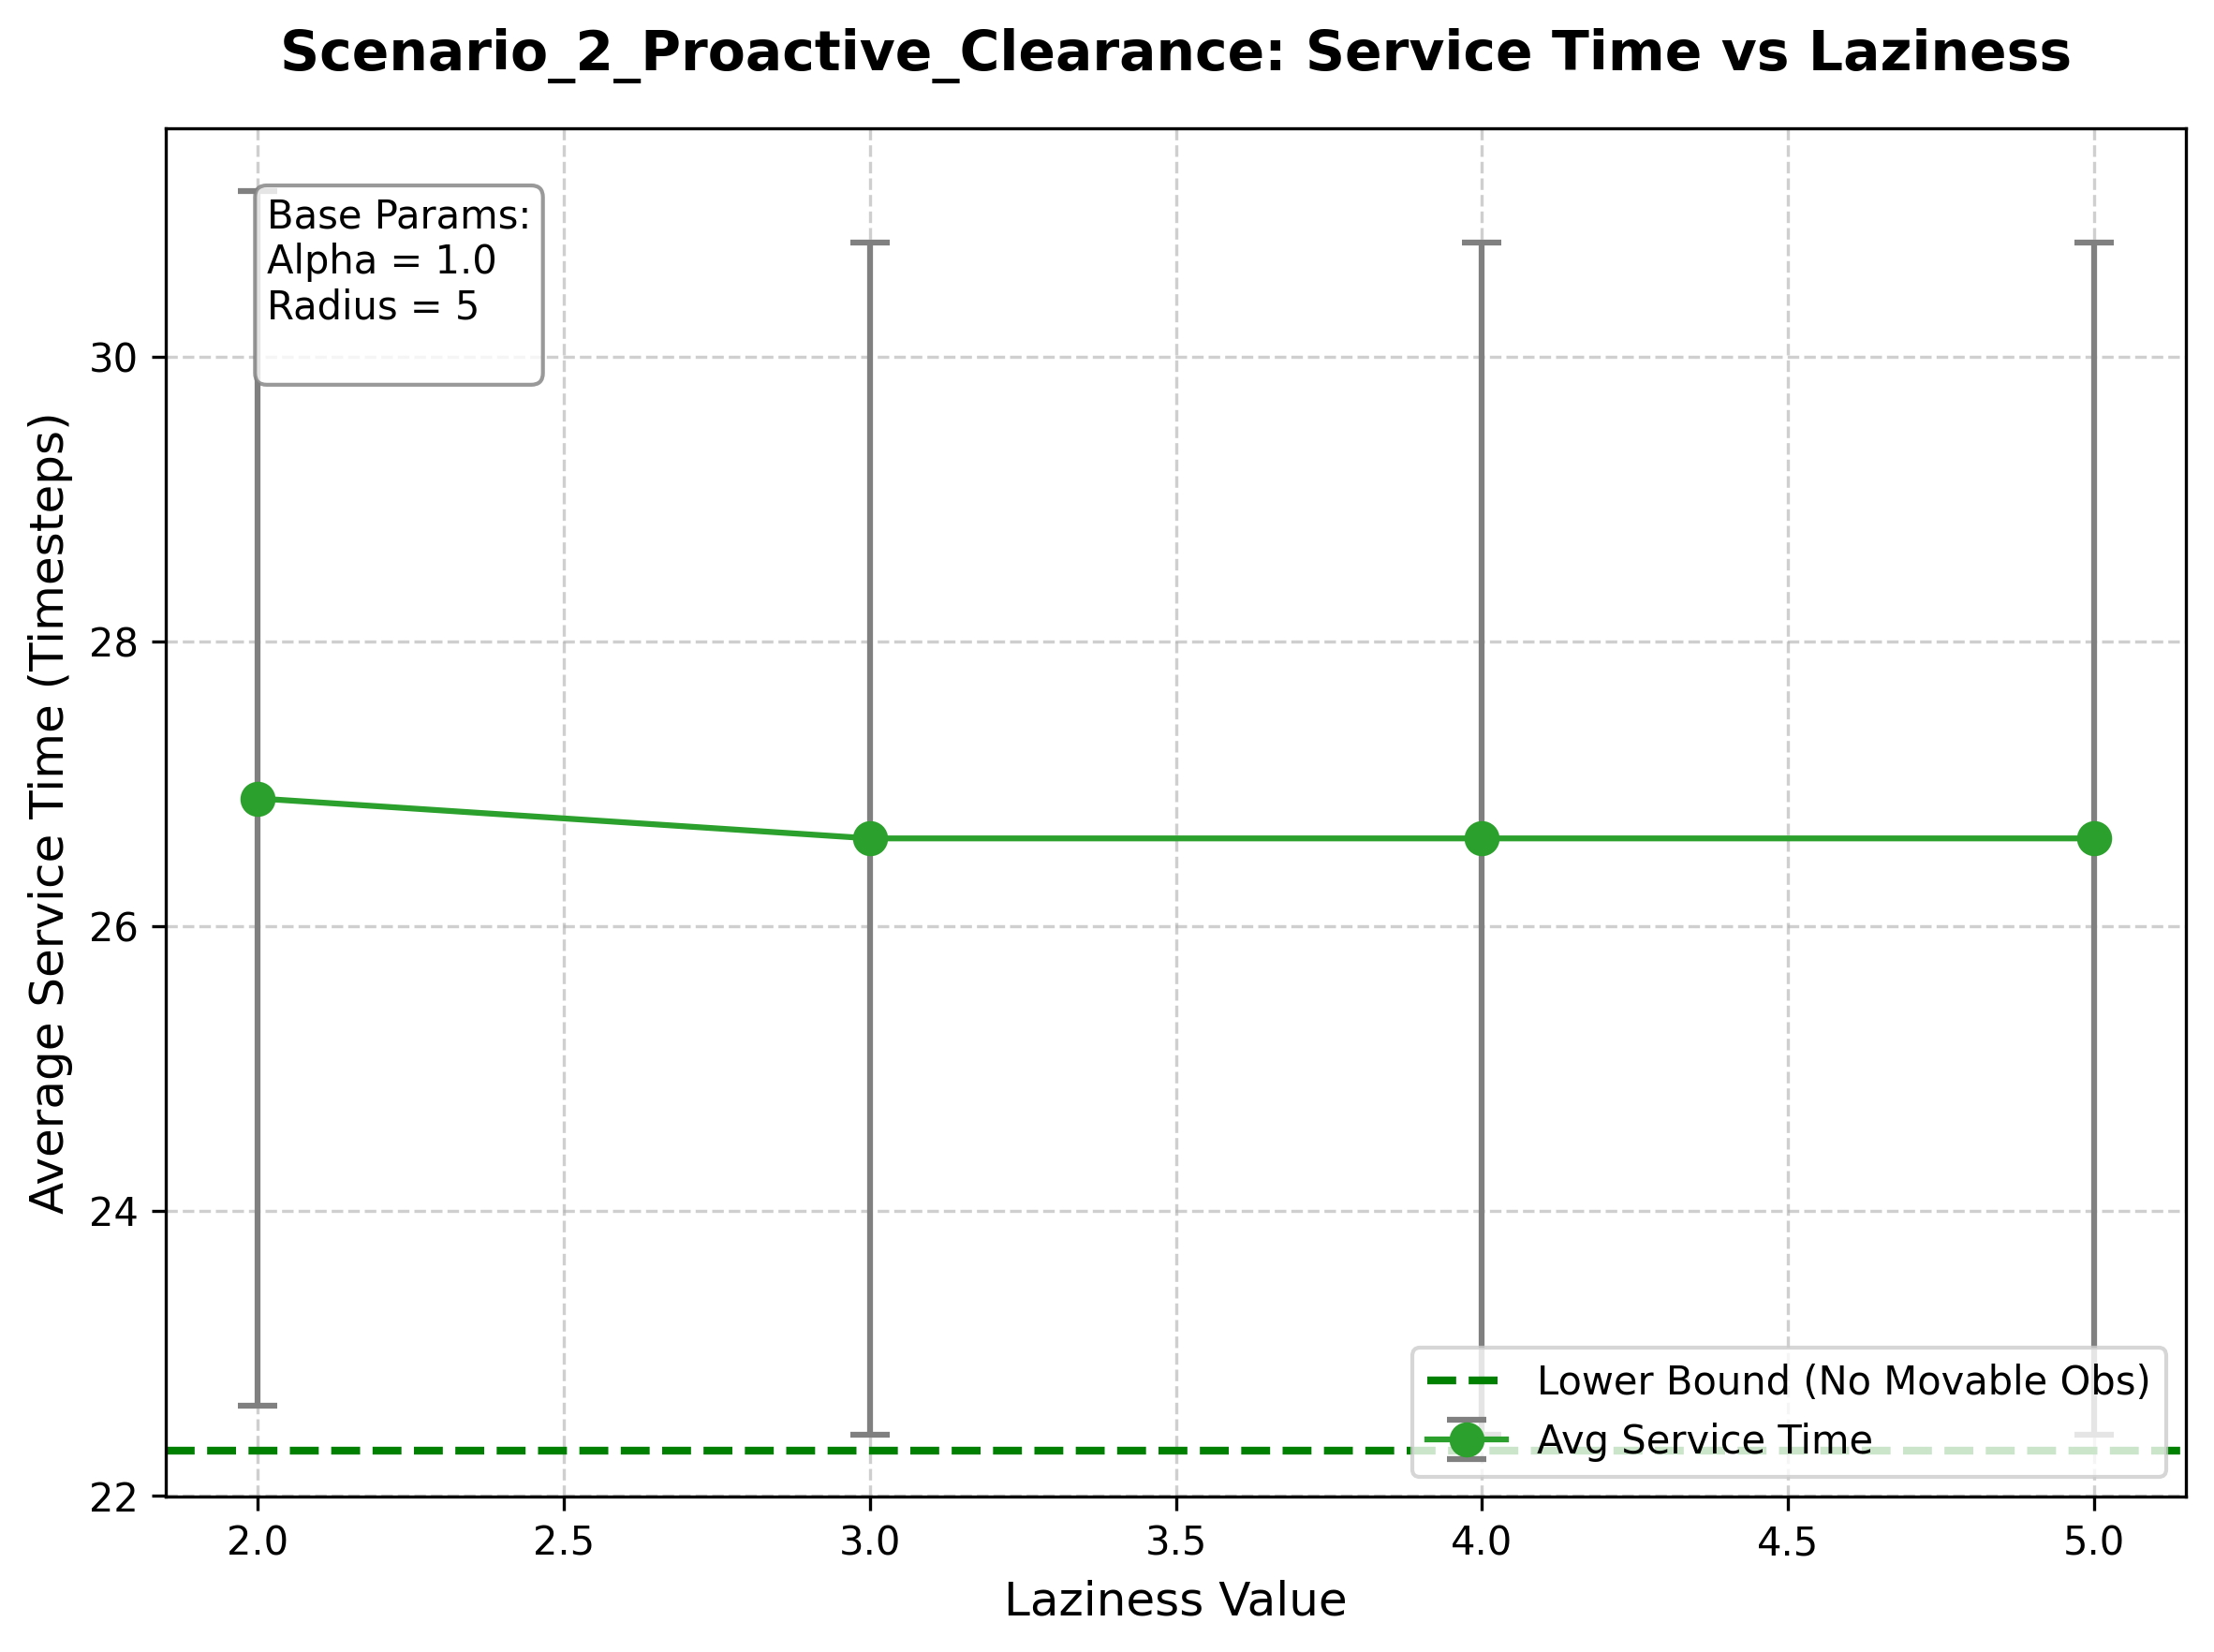 Scenario_2_Proactive_Clearance: Service Time vs Laziness
Base Params:
Alpha = 1.0
Radius = 5
Average Service Time (Timesteps)
30
28
26
24
22
Lower Bound (No Movable Obs)
Avg Service Time
2.0 2.5 3.0 3.5 4.0 4.5 5.0
Laziness Value